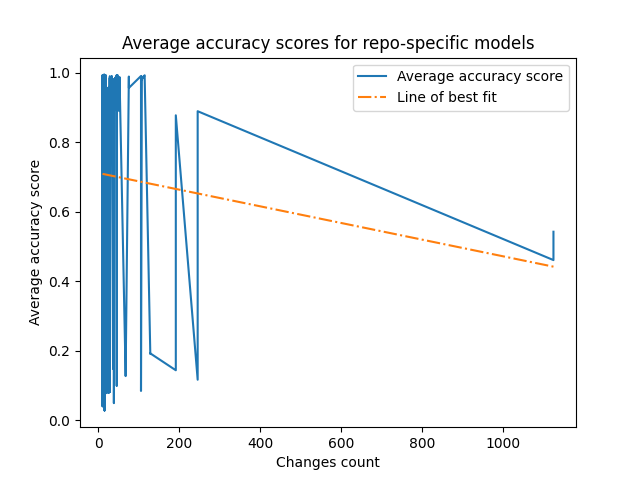 Average accuracy scores for repo-specific models
Average accuracy score
Line of best fit
Average accuracy score
1.0
0.8
0.6
0.4
0.2
0.0
0
200
400
600
800
1000
Changes count